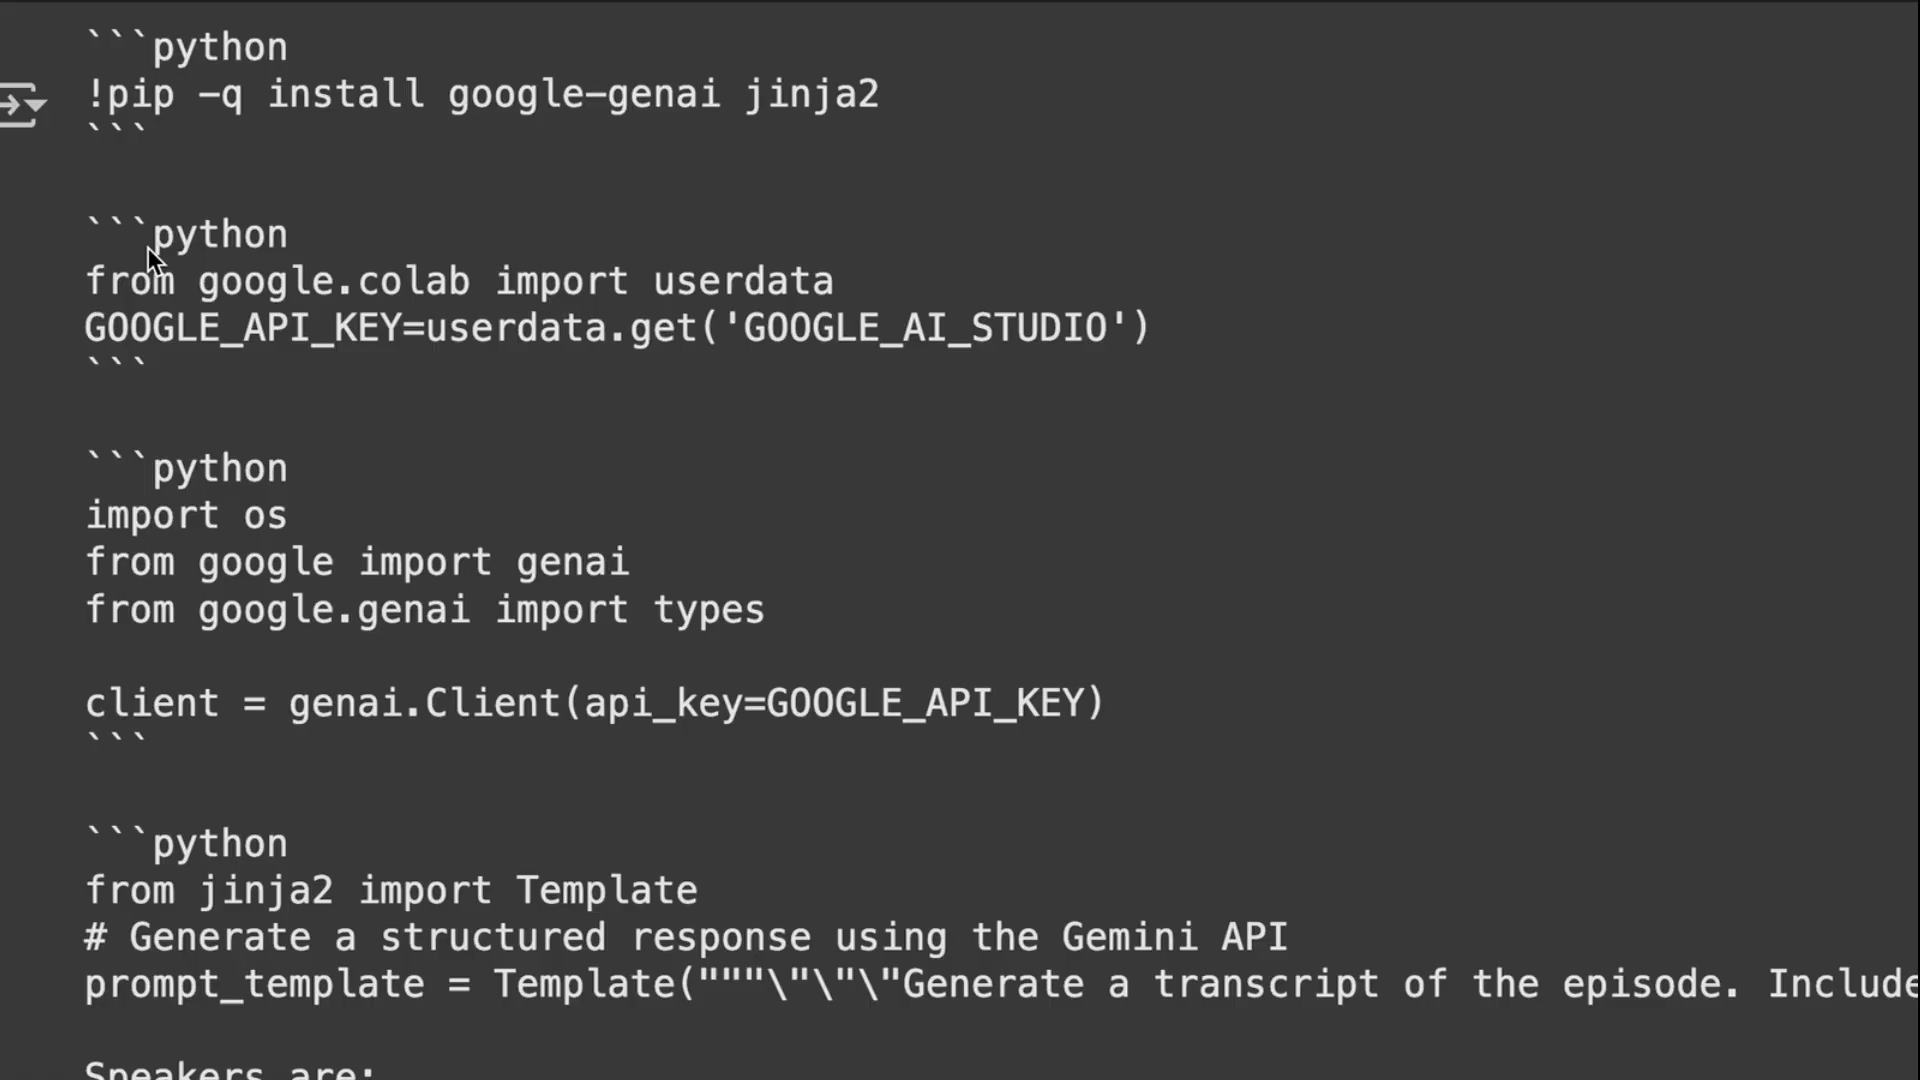 ```python
!pip -q install google-genai jinja2
```
```python
from google.colab import userdata
GOOGLE_API_KEY=userdata.get('GOOGLE_AI_STUDIO')
```
```python
import os
from google import genai
from google.genai import types
client = genai.Client(api_key=GOOGLE_API_KEY)
```
```python
from jinja2 import Template
# Generate a structured response using the Gemini API
prompt_template = Template("""\"\"\"Generate a transcript of the episode. Include
Speakers are: